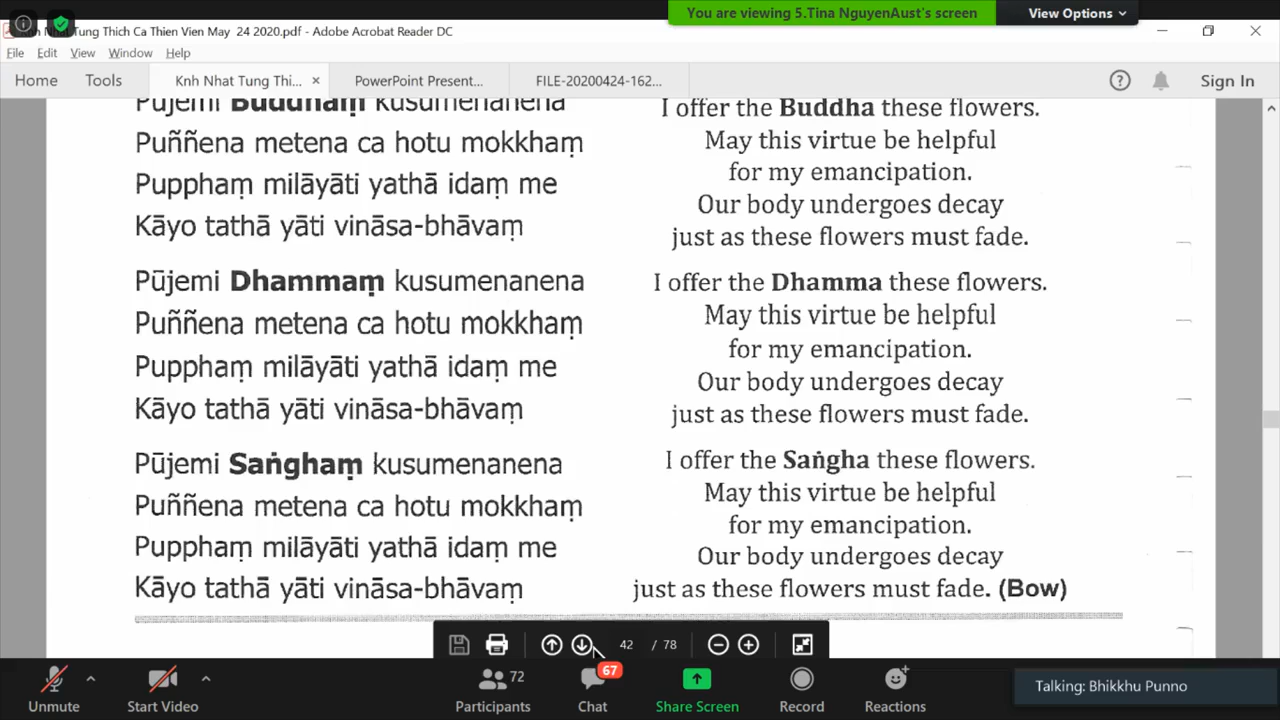 You are viewing 5.Tina NguyenAust's screen
View Options
Tung Thich Ca Thien Vien May 24 2020.pdf - Adobe Acrobat Reader DC
File Edit View Window Help
Home Tools Knh Nhat Tung Thi... × PowerPoint Present... FILE-20200424-162... Sign In
Pūjemi Buddhaṃ kusumenanena
Puññena metena ca hotu mokkhaṃ
Pupphaṃ milāyāti yathā idaṃ me
Kāyo tathā yāti vināsa-bhāvaṃ
I offer the Buddha these flowers.
May this virtue be helpful
for my emancipation.
Our body undergoes decay
just as these flowers must fade.
Pūjemi Dhammaṃ kusumenanena
Puññena metena ca hotu mokkhaṃ
Pupphaṃ milāyāti yathā idaṃ me
Kāyo tathā yāti vināsa-bhāvaṃ
I offer the Dhamma these flowers.
May this virtue be helpful
for my emancipation.
Our body undergoes decay
just as these flowers must fade.
Pūjemi Saṅghaṃ kusumenanena
Puññena metena ca hotu mokkhaṃ
Pupphaṃ milāyāti yathā idaṃ me
Kāyo tathā yāti vināsa-bhāvaṃ
I offer the Saṅgha these flowers.
May this virtue be helpful
for my emancipation.
Our body undergoes decay
just as these flowers must fade. (Bow)
42 / 78
72
67
Unmute
Start Video
Participants
Chat
Share Screen
Record
Reactions
Talking: Bhikkhu Punno